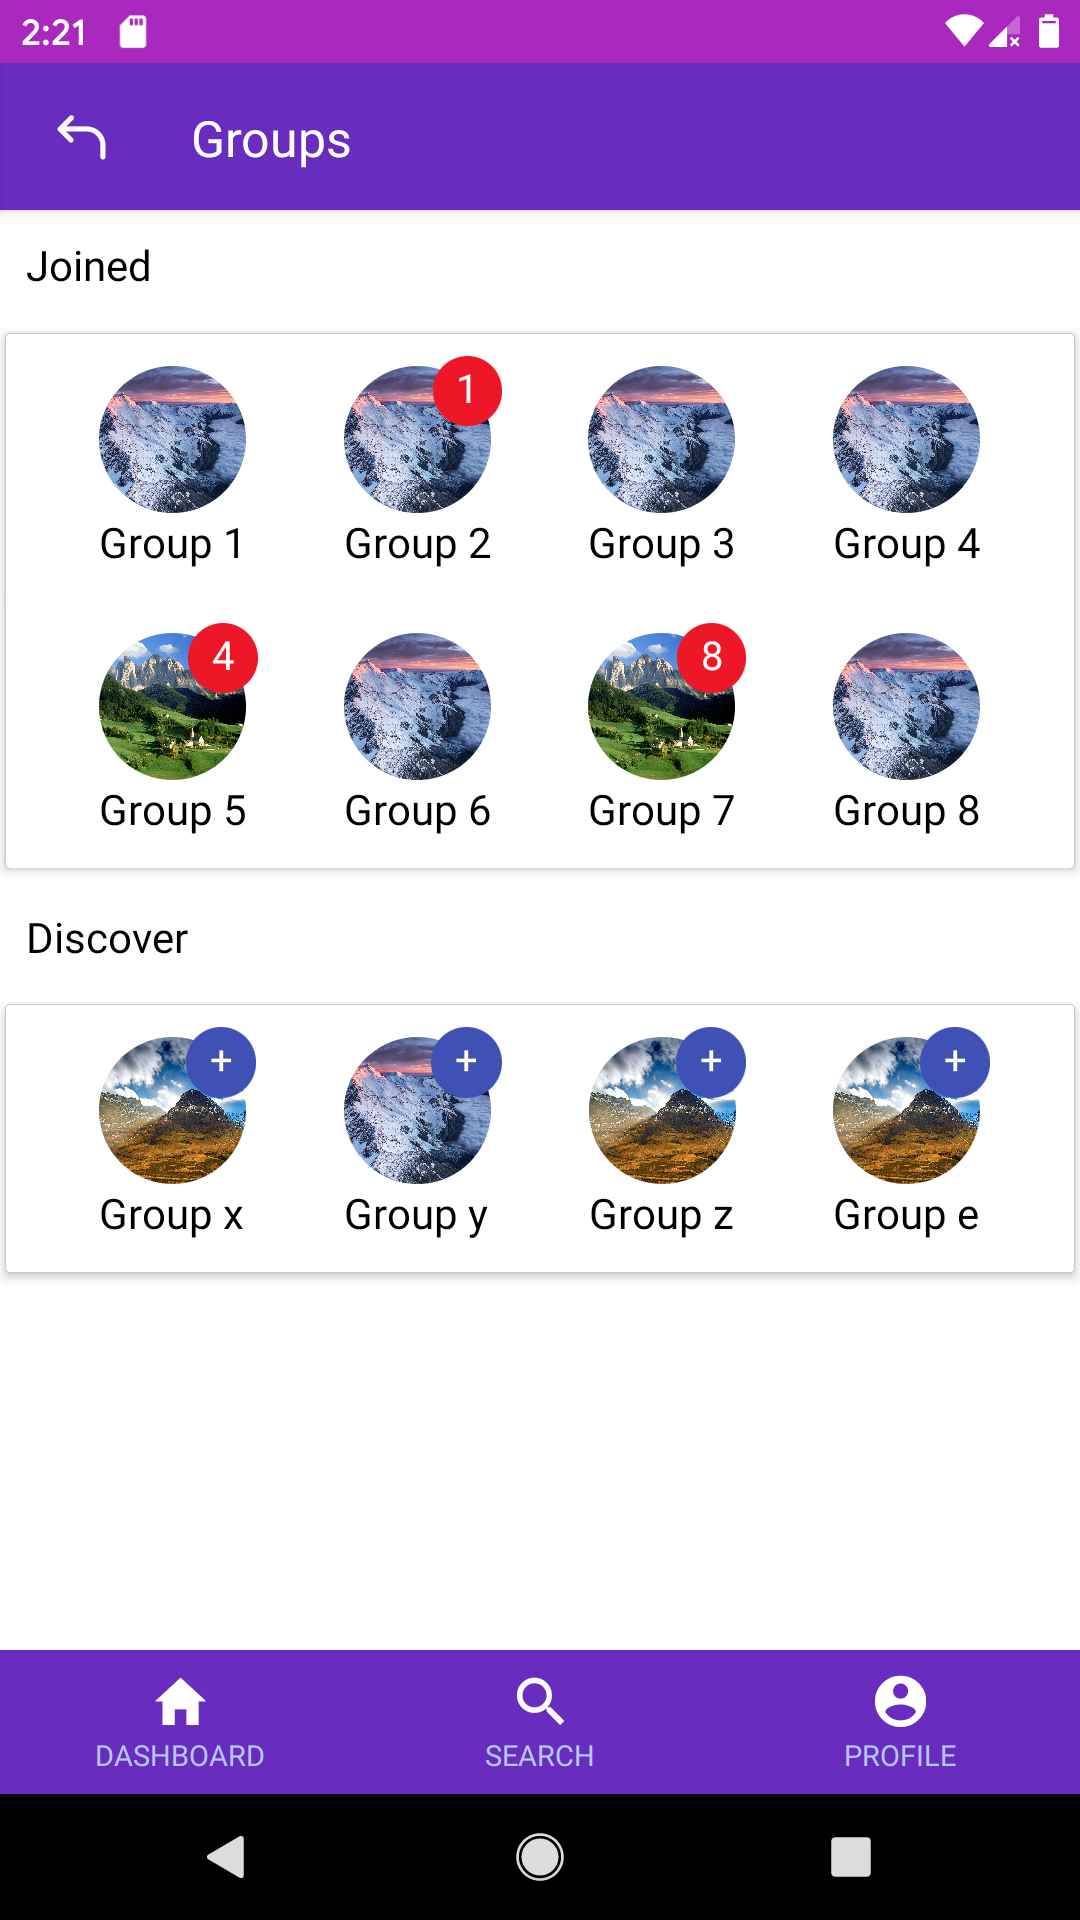 2:21
Groups
Joined
1
Group 1 Group 2 Group 3 Group 4
4 8
Group 5 Group 6 Group 7 Group 8
Discover
+ + + +
Group x Group y Group z Group e
DASHBOARD SEARCH PROFILE